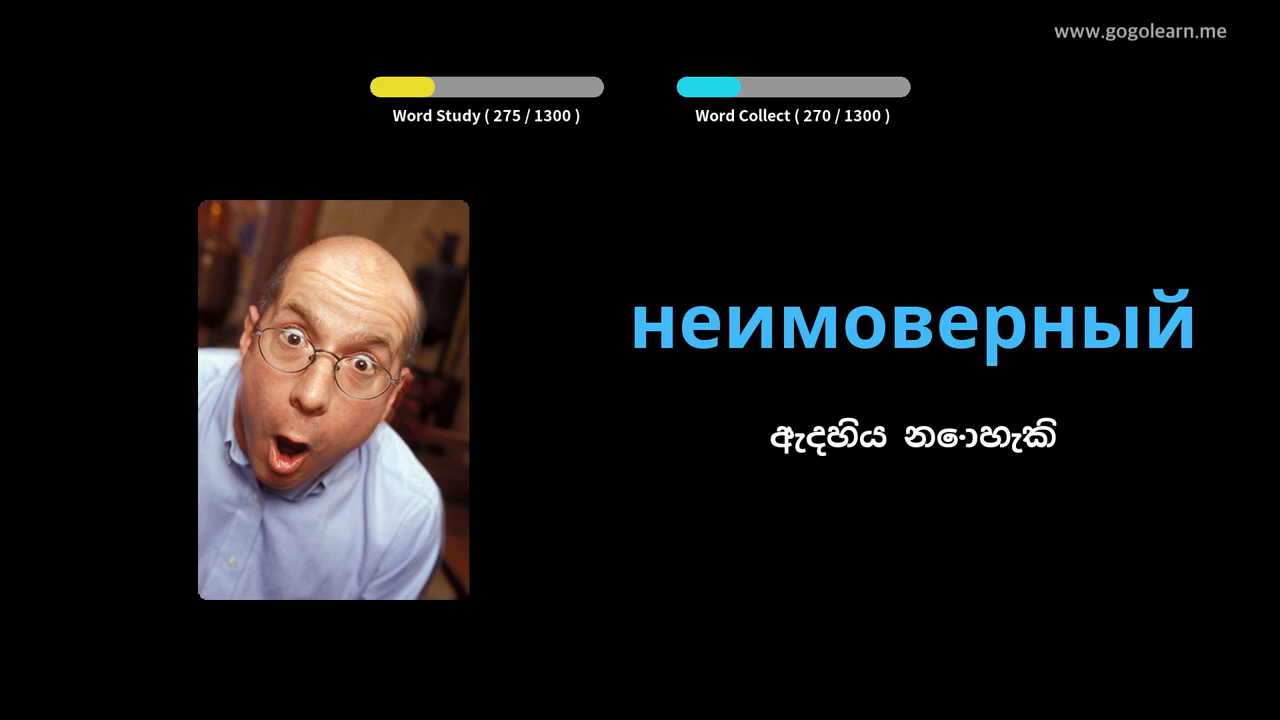 www.gogolearn.me
Word Study ( 275 / 1300 )
Word Collect ( 270 / 1300 )
неимоверный
ඇදහිය නොහැකි